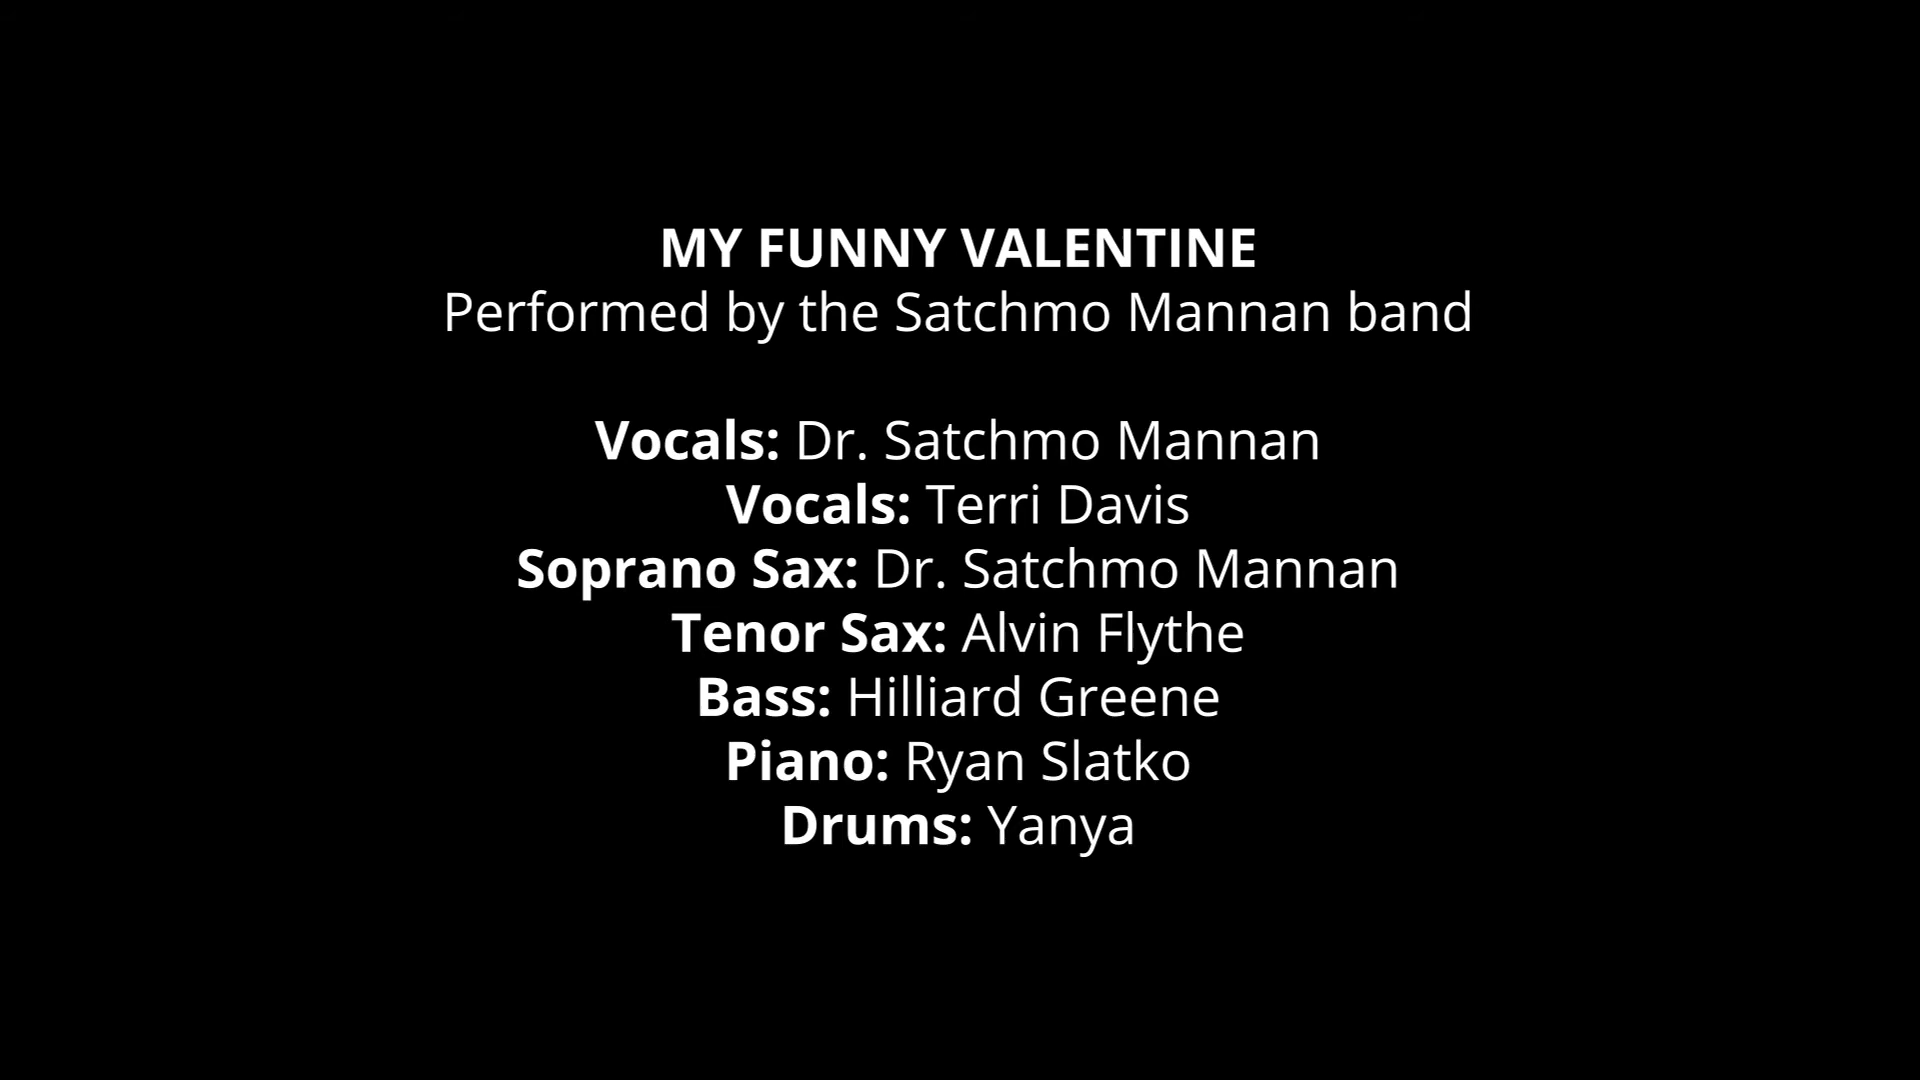 MY FUNNY VALENTINE
Performed by the Satchmo Mannan band
Vocals: Dr. Satchmo Mannan
Vocals: Terri Davis
Soprano Sax: Dr. Satchmo Mannan
Tenor Sax: Alvin Flythe
Bass: Hilliard Greene
Piano: Ryan Slatko
Drums: Yanya